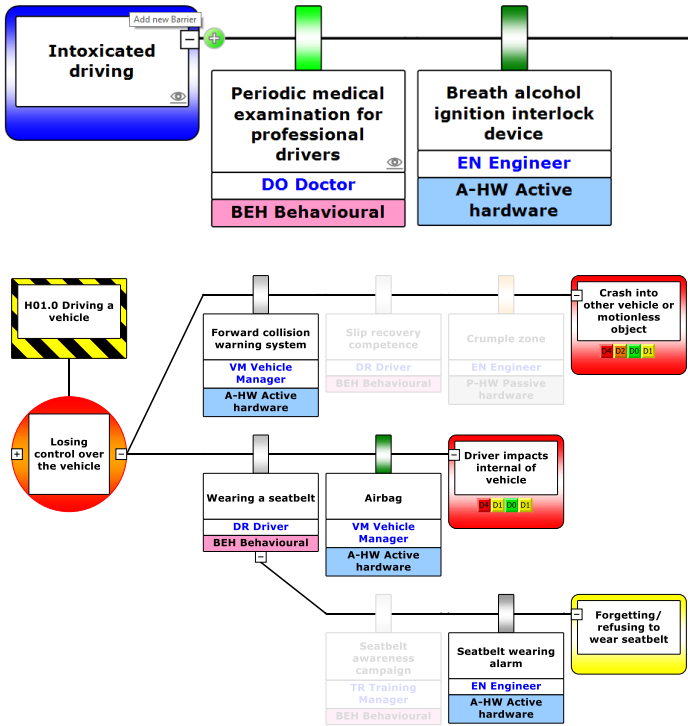 Add new Barrier
Intoxicated
driving
Periodic medical
examination for
professional
drivers
DO Doctor
BEH Behavioural
Breath alcohol
ignition interlock
device
EN Engineer
A-HW Active
hardware
H01.0 Driving a
vehicle
Losing
control over
the vehicle
Forward collision
warning system
VM Vehicle
Manager
A-HW Active
hardware
Slip recovery
competence
DR Driver
BEH Behavioural
Crumple zone
EN Engineer
P-HW Passive
hardware
Crash into
other vehicle or
motionless
object
D4 D2 D0 D1
Wearing a seatbelt
DR Driver
BEH Behavioural
Airbag
VM Vehicle
Manager
A-HW Active
hardware
Driver impacts
internal of
vehicle
D4 D1 D0 D1
Seatbelt
awareness
campaign
TR Training
Manager
BEH Behavioural
Seatbelt wearing
alarm
EN Engineer
A-HW Active
hardware
Forgetting/
refusing to
wear seatbelt